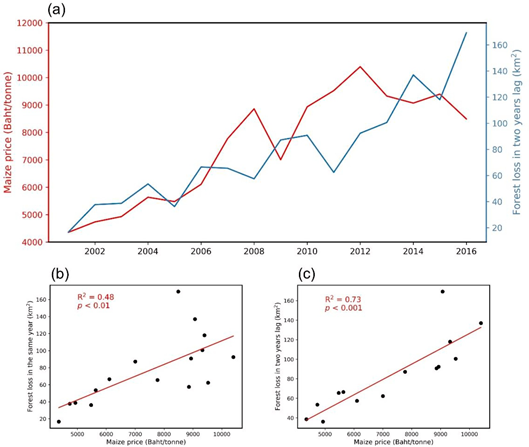 (a)
12000
11000
10000
9000
8000
7000
6000
5000
4000
Maize price (Baht/tonne)
160
140
120
100
80
60
40
20
Forest loss in two years lag (km²)
2002 2004 2006 2008 2010 2012 2014 2016
(b)
R² = 0.48
p < 0.01
160
140
120
100
80
60
40
20
Forest loss in the same year (km²)
5000 6000 7000 8000 9000 10000
Maize price (Baht/tonne)
(c)
R² = 0.73
p < 0.001
160
140
120
100
80
60
40
Forest loss in two years lag (km²)
5000 6000 7000 8000 9000 10000
Maize price (Baht/tonne)